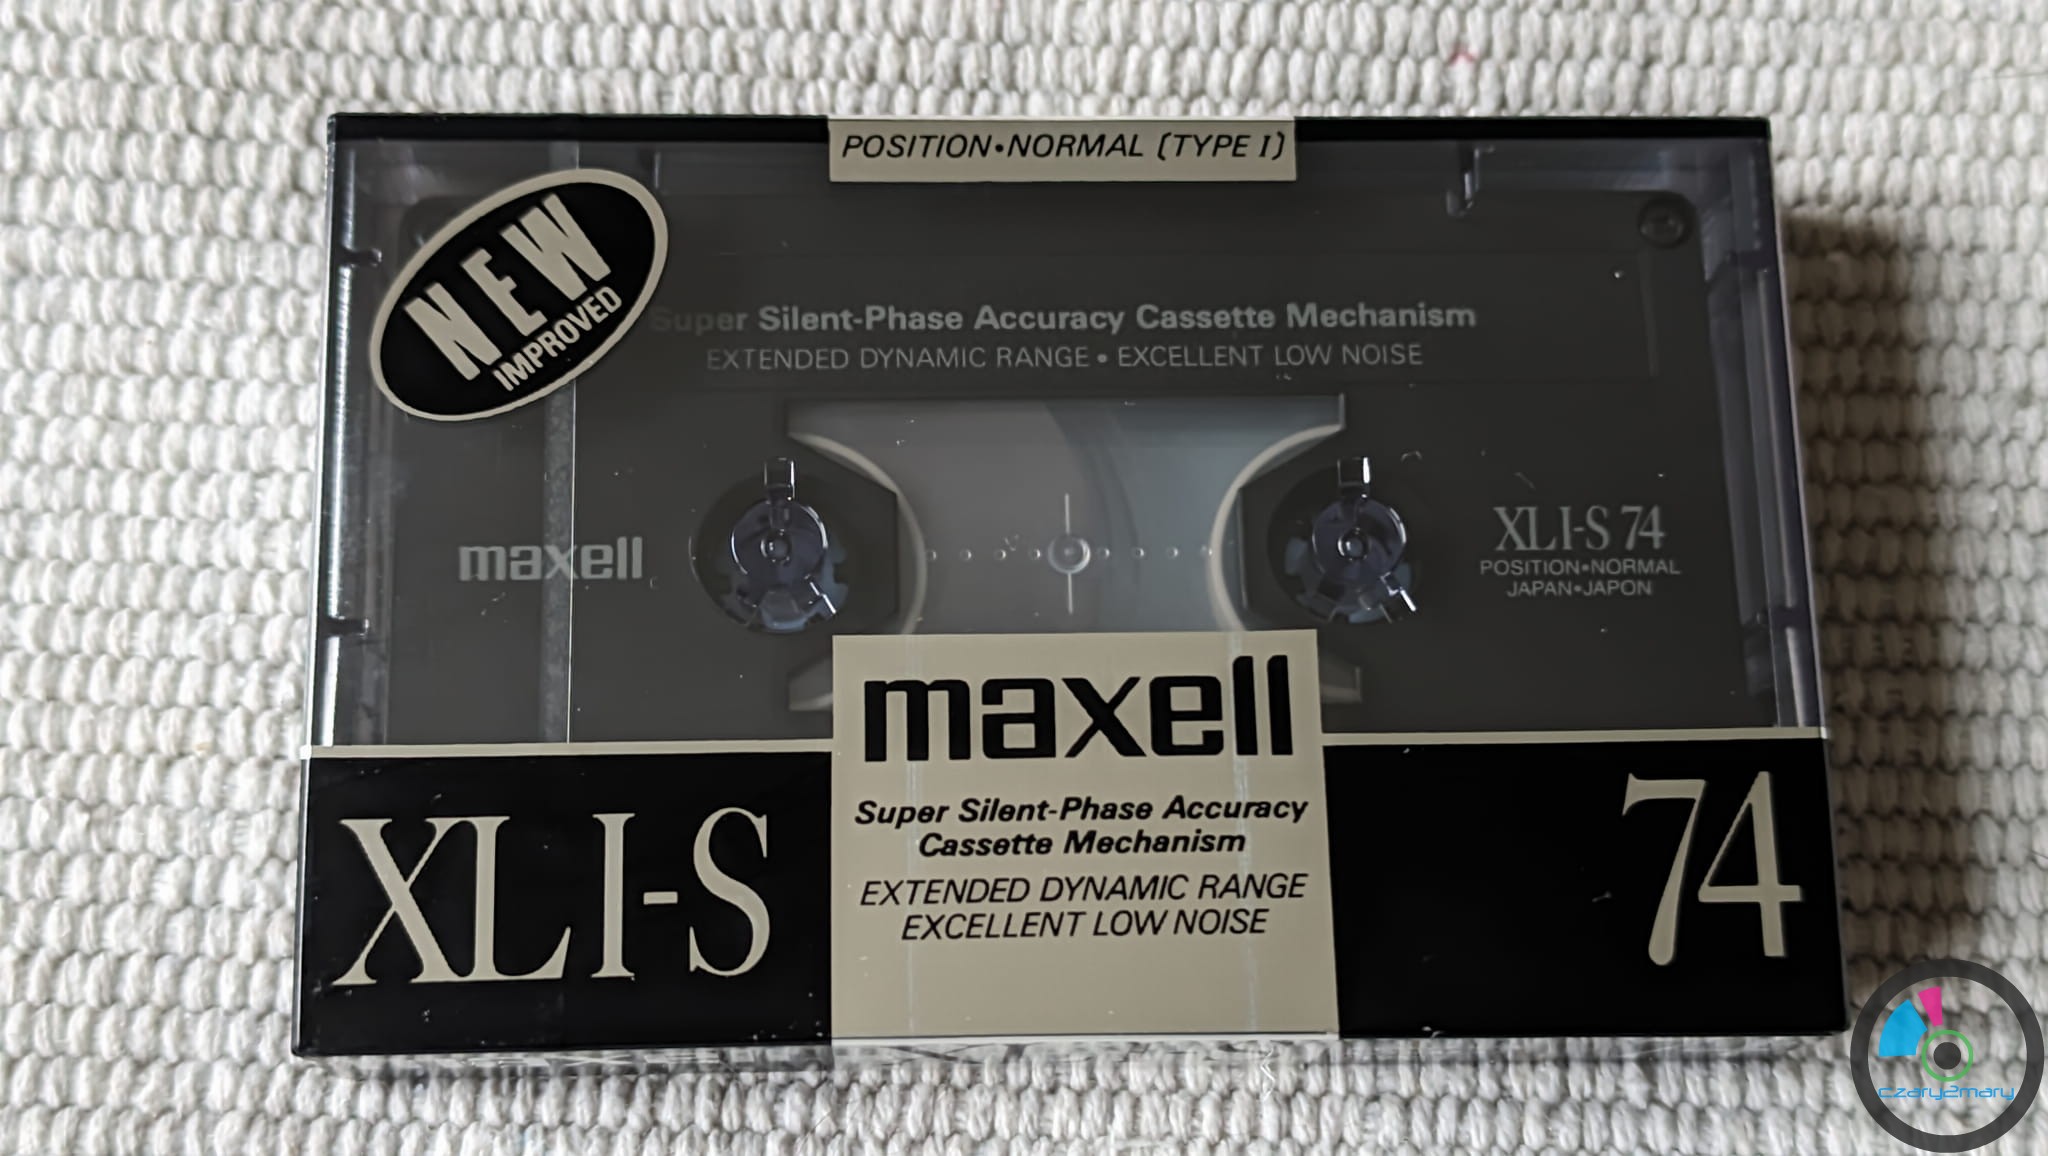 POSITION•NORMAL (TYPE I)
NEW
IMPROVED
Super Silent-Phase Accuracy Cassette Mechanism
EXTENDED DYNAMIC RANGE • EXCELLENT LOW NOISE
maxell
XL I-S 74
POSITION•NORMAL
JAPAN•JAPON
maxell
Super Silent-Phase Accuracy
Cassette Mechanism
EXTENDED DYNAMIC RANGE
EXCELLENT LOW NOISE
XL I-S
74
czary2mary